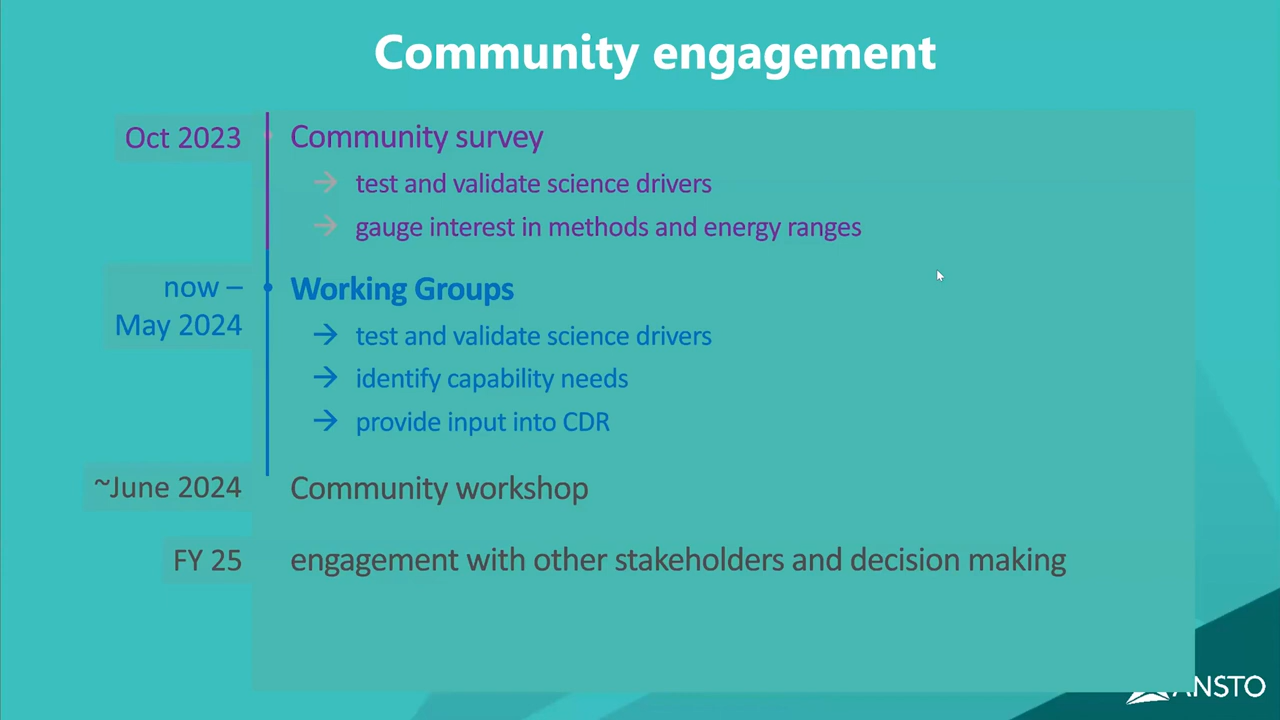 Community engagement
Oct 2023
Community survey
→ test and validate science drivers
→ gauge interest in methods and energy ranges
now –
May 2024
Working Groups
→ test and validate science drivers
→ identify capability needs
→ provide input into CDR
~June 2024
Community workshop
FY 25
engagement with other stakeholders and decision making
ANSTO